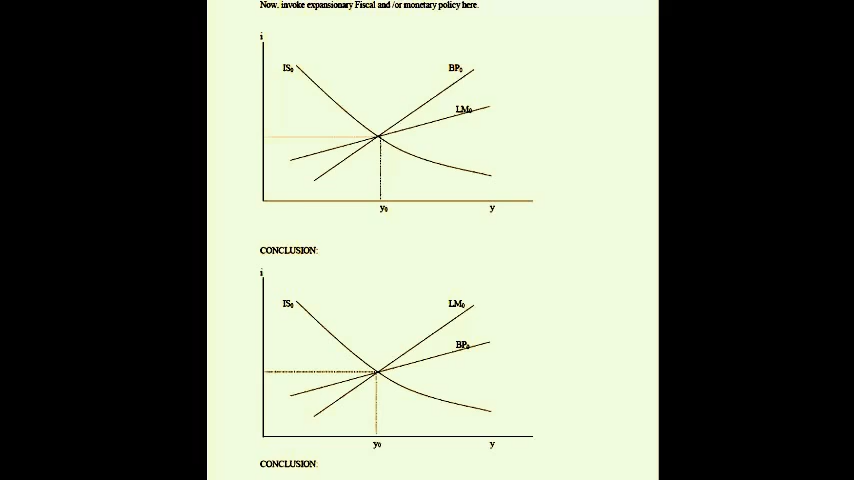 Now, invoke expansionary Fiscal and /or monetary policy here.
i
IS₀
BP₀
LM₀
y₀
y
CONCLUSION:
i
IS₀
LM₀
BP₀
y₀
y
CONCLUSION: